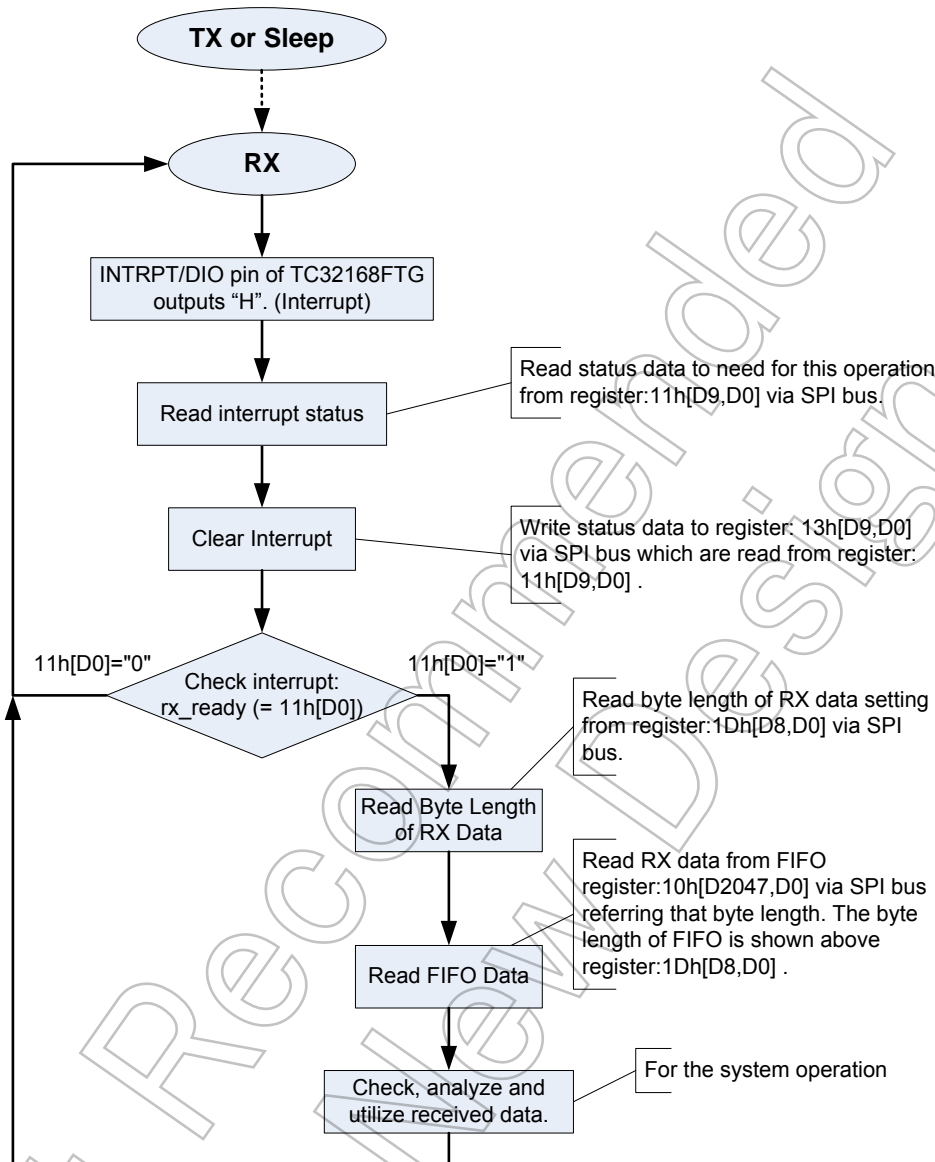 TX or Sleep
RX
INTRPT/DIO pin of TC32168FTG
outputs “H”. (Interrupt)
Read interrupt status
Read status data to need for this operation
from register:11h[D9,D0] via SPI bus.
Clear Interrupt
Write status data to register: 13h[D9,D0]
via SPI bus which are read from register:
11h[D9,D0] .
11h[D0]="0"
11h[D0]="1"
Check interrupt:
rx_ready (= 11h[D0])
Read byte length of RX data setting
from register:1Dh[D8,D0] via SPI
bus.
Read Byte Length
of RX Data
Read RX data from FIFO
register:10h[D2047,D0] via SPI bus
referring that byte length. The byte
length of FIFO is shown above
register:1Dh[D8,D0] .
Read FIFO Data
For the system operation
Check, analyze and
utilize received data.
Recommended
New Design